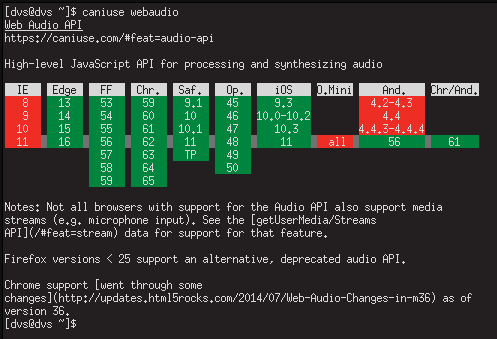 [dvs@dvs ~]$ caniuse webaudio
Web Audio API
https://caniuse.com/#feat=audio-api
High-level JavaScript API for processing and synthesizing audio
IE Edge FF Chr. Saf. Op. iOS O.Mini And. Chr/And.
8 13 53 59 9.1 45 9.3 4.2-4.3
9 14 54 60 10 46 10.0-10.2 4.4
10 15 55 61 10.1 47 10.3 4.4.3-4.4.4
11 16 56 62 11 48 11 all 56 61
57 63 TP 49
58 64 50
59 65
Notes: Not all browsers with support for the Audio API also support media
streams (e.g. microphone input). See the [getUserMedia/Streams
API](/#feat=stream) data for support for that feature.
Firefox versions < 25 support an alternative, deprecated audio API.
Chrome support [went through some
changes](http://updates.html5rocks.com/2014/07/Web-Audio-Changes-in-m36) as of
version 36.
[dvs@dvs ~]$